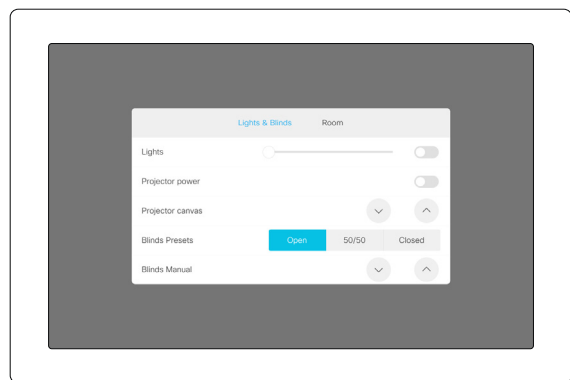 Lights & Blinds Room
Lights
Projector power
Projector canvas
Blinds Presets Open 50/50 Closed
Blinds Manual